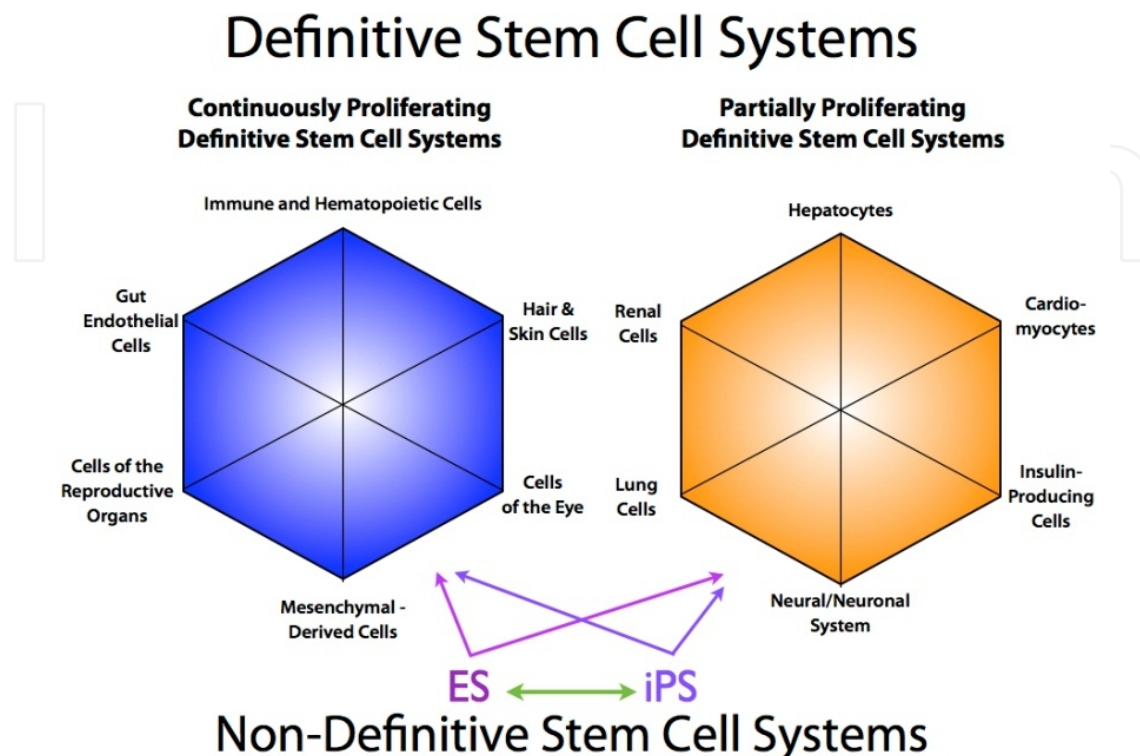 Definitive Stem Cell Systems
Continuously Proliferating
Definitive Stem Cell Systems
Partially Proliferating
Definitive Stem Cell Systems
Immune and Hematopoietic Cells
Gut
Endothelial
Cells
Hair &
Skin Cells
Cells of the
Reproductive
Organs
Cells
of the Eye
Mesenchymal -
Derived Cells
Hepatocytes
Renal
Cells
Cardio-
myocytes
Lung
Cells
Insulin-
Producing
Cells
Neural/Neuronal
System
ES
iPS
Non-Definitive Stem Cell Systems